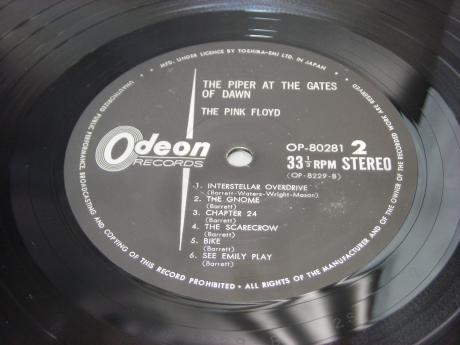 MFD. UNDER LICENCE BY TOSHIBA-EMI LTD. IN JAPAN
THE PIPER AT THE GATES
OF DAWN
THE PINK FLOYD
Odeon
RECORDS
OP-80281 2
33 1/3 RPM STEREO
(OP-8229-B)
1. INTERSTELLAR OVERDRIVE
(Barrett-Waters-Wright-Mason)
2. THE GNOME
(Barrett)
3. CHAPTER 24
(Barrett)
4. THE SCARECROW
(Barrett)
5. BIKE
(Barrett)
6. SEE EMILY PLAY
(Barrett)
UNAUTHORIZED PUBLIC PERFORMANCE, BROADCASTING AND COPYING OF THIS RECORD PROHIBITED • ALL RIGHTS OF THE MANUFACTURER AND OF THE OWNER OF THE RECORDED WORK ARE RESERVED